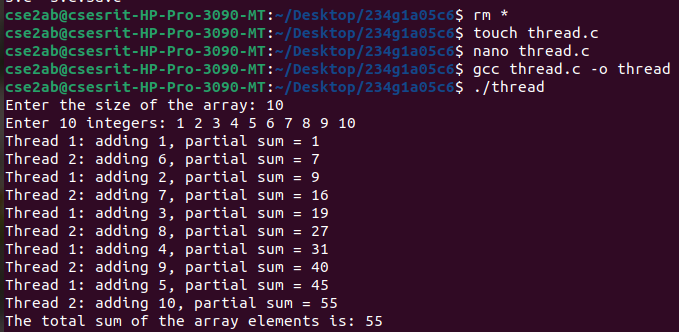 cse2ab@csesrit-HP-Pro-3090-MT:~/Desktop/234g1a05c6$ rm *
cse2ab@csesrit-HP-Pro-3090-MT:~/Desktop/234g1a05c6$ touch thread.c
cse2ab@csesrit-HP-Pro-3090-MT:~/Desktop/234g1a05c6$ nano thread.c
cse2ab@csesrit-HP-Pro-3090-MT:~/Desktop/234g1a05c6$ gcc thread.c -o thread
cse2ab@csesrit-HP-Pro-3090-MT:~/Desktop/234g1a05c6$ ./thread
Enter the size of the array: 10
Enter 10 integers: 1 2 3 4 5 6 7 8 9 10
Thread 1: adding 1, partial sum = 1
Thread 2: adding 6, partial sum = 7
Thread 1: adding 2, partial sum = 9
Thread 2: adding 7, partial sum = 16
Thread 1: adding 3, partial sum = 19
Thread 2: adding 8, partial sum = 27
Thread 1: adding 4, partial sum = 31
Thread 2: adding 9, partial sum = 40
Thread 1: adding 5, partial sum = 45
Thread 2: adding 10, partial sum = 55
The total sum of the array elements is: 55